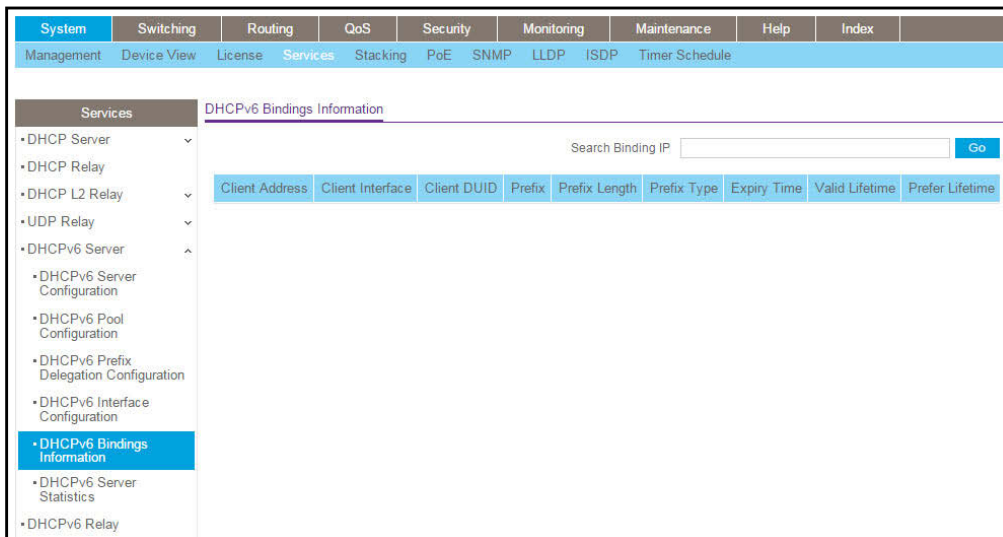 System Switching Routing QoS Security Monitoring Maintenance Help Index
Management Device View License Services Stacking PoE SNMP LLDP ISDP Timer Schedule
Services
DHCP Server
DHCP Relay
DHCP L2 Relay
UDP Relay
DHCPv6 Server
DHCPv6 Server
Configuration
DHCPv6 Pool
Configuration
DHCPv6 Prefix
Delegation Configuration
DHCPv6 Interface
Configuration
DHCPv6 Bindings
Information
DHCPv6 Server
Statistics
DHCPv6 Relay
DHCPv6 Bindings Information
Search Binding IP Go
Client Address Client Interface Client DUID Prefix Prefix Length Prefix Type Expiry Time Valid Lifetime Prefer Lifetime